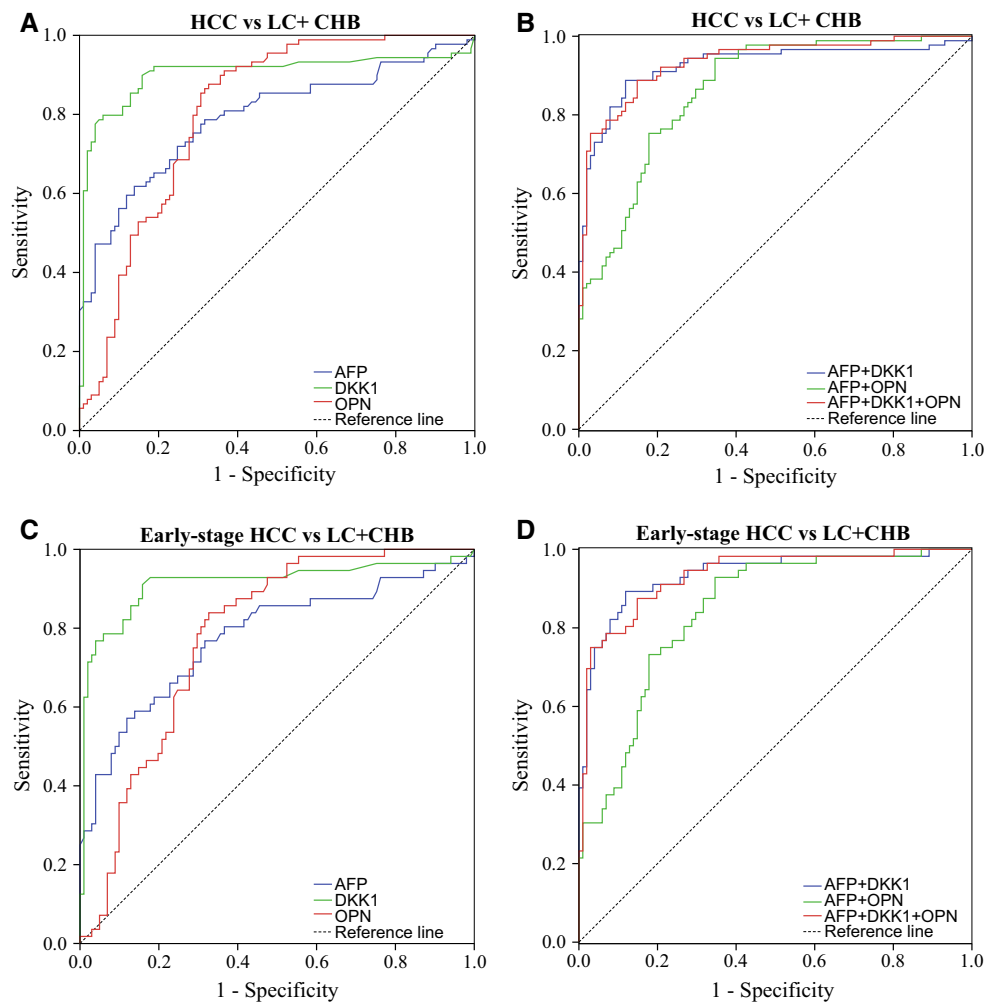 A
HCC vs LC+ CHB
1.0
0.8
0.6
0.4
0.2
0.0
Sensitivity
AFP
DKK1
OPN
Reference line
0.0 0.2 0.4 0.6 0.8 1.0
1 - Specificity
B
HCC vs LC+ CHB
1.0
0.8
0.6
0.4
0.2
0.0
Sensitivity
AFP+DKK1
AFP+OPN
AFP+DKK1+OPN
Reference line
0.0 0.2 0.4 0.6 0.8 1.0
1 - Specificity
C
Early-stage HCC vs LC+CHB
1.0
0.8
0.6
0.4
0.2
0.0
Sensitivity
AFP
DKK1
OPN
Reference line
0.0 0.2 0.4 0.6 0.8 1.0
1 - Specificity
D
Early-stage HCC vs LC+CHB
1.0
0.8
0.6
0.4
0.2
0.0
Sensitivity
AFP+DKK1
AFP+OPN
AFP+DKK1+OPN
Reference line
0.0 0.2 0.4 0.6 0.8 1.0
1 - Specificity